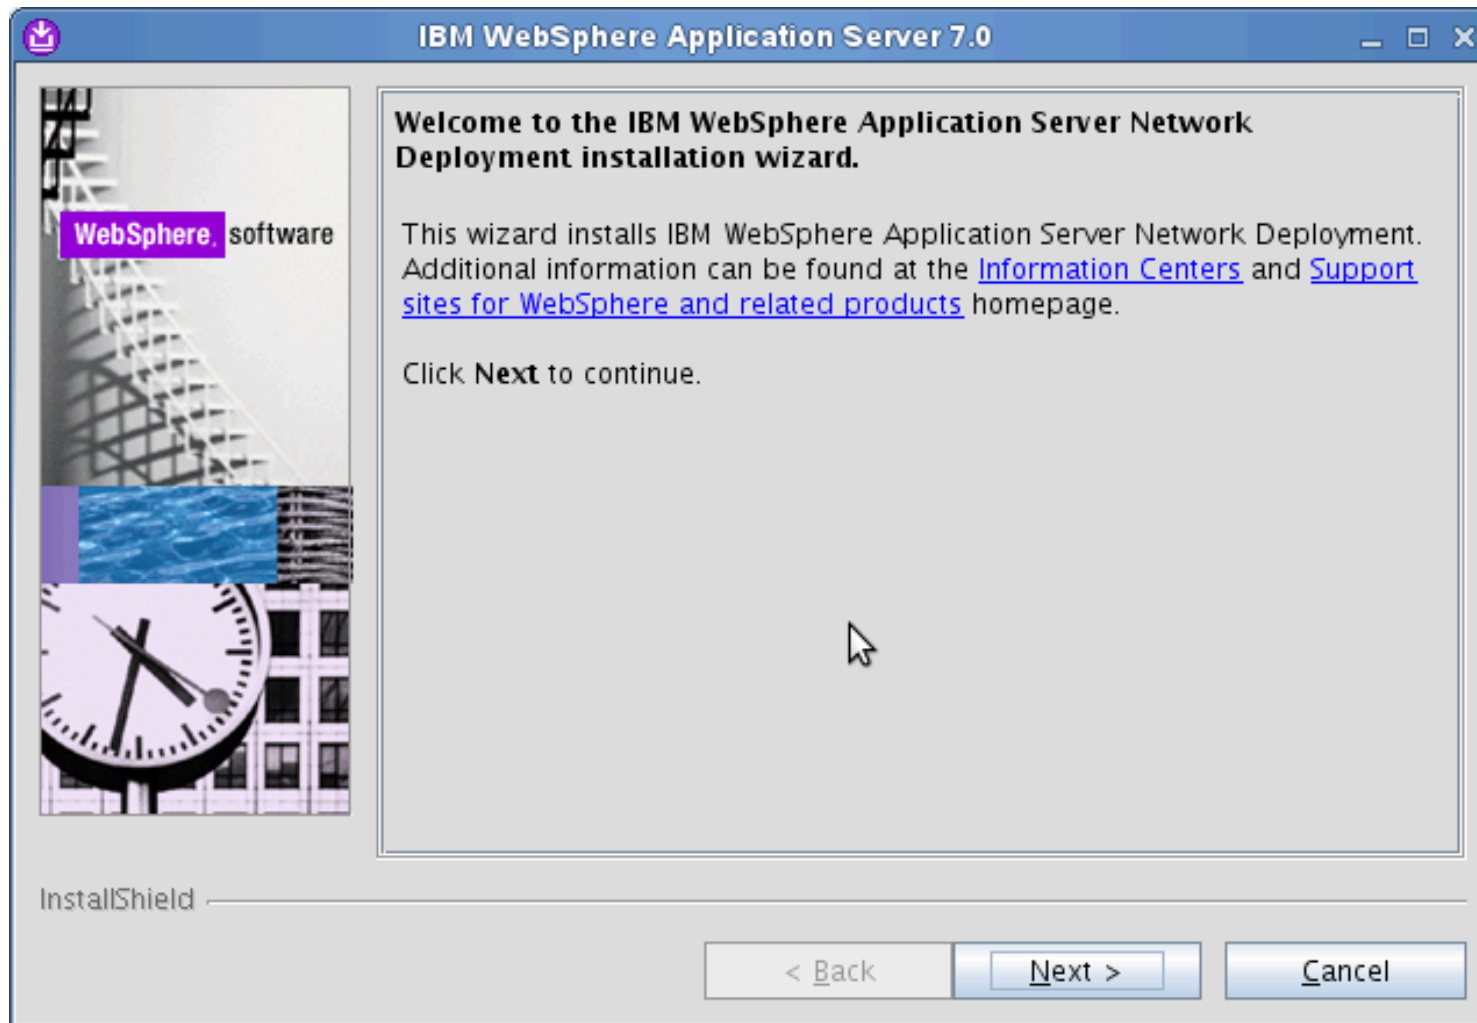 IBM WebSphere Application Server 7.0
WebSphere. software
Welcome to the IBM WebSphere Application Server Network
Deployment installation wizard.
This wizard installs IBM WebSphere Application Server Network Deployment.
Additional information can be found at the Information Centers and Support
sites for WebSphere and related products homepage.
Click Next to continue.
InstallShield
< Back
Next >
Cancel